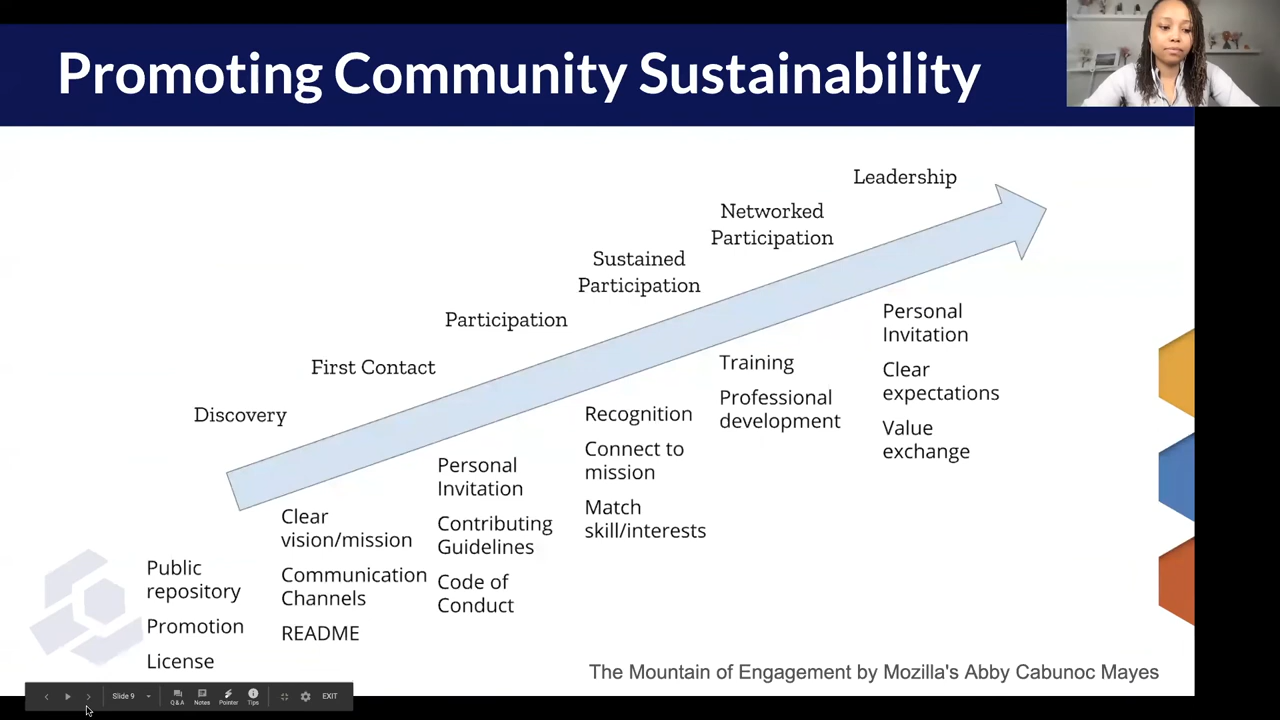 Promoting Community Sustainability
Leadership
Networked
Participation
Sustained
Participation
Participation
First Contact
Discovery
Public
repository
Promotion
License
Clear
vision/mission
Communication
Channels
README
Personal
Invitation
Contributing
Guidelines
Code of
Conduct
Recognition
Connect to
mission
Match
skill/interests
Training
Professional
development
Personal
Invitation
Clear
expectations
Value
exchange
The Mountain of Engagement by Mozilla's Abby Cabunoc Mayes
Slide 9
Q&A
Notes
Pointer
Tips
EXIT